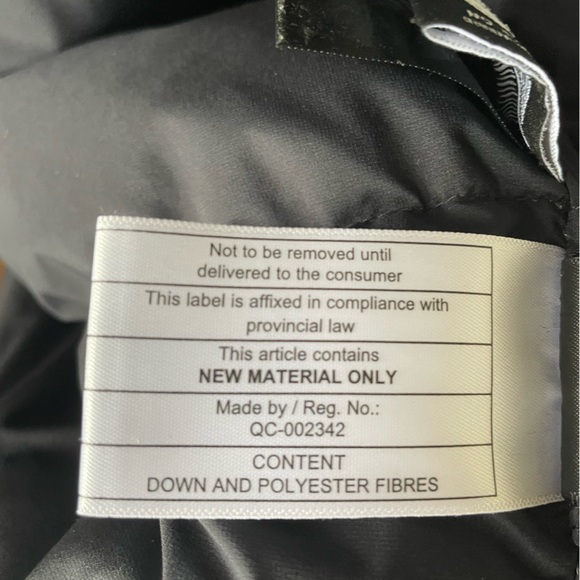 Not to be removed until
delivered to the consumer
This label is affixed in compliance with
provincial law
This article contains
NEW MATERIAL ONLY
Made by / Reg. No.:
QC-002342
CONTENT
DOWN AND POLYESTER FIBRES